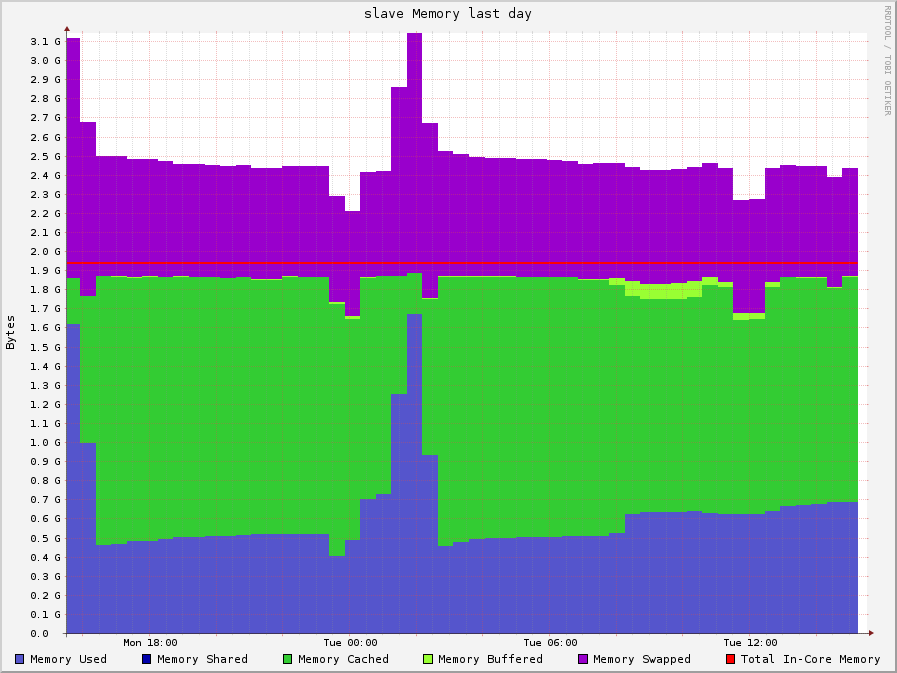 slave Memory last day
RRDTOOL / TOBI OETIKER
Bytes
3.1 G
3.0 G
2.9 G
2.8 G
2.7 G
2.6 G
2.5 G
2.4 G
2.3 G
2.2 G
2.1 G
2.0 G
1.9 G
1.8 G
1.7 G
1.6 G
1.5 G
1.4 G
1.3 G
1.2 G
1.1 G
1.0 G
0.9 G
0.8 G
0.7 G
0.6 G
0.5 G
0.4 G
0.3 G
0.2 G
0.1 G
0.0
Mon 18:00 Tue 00:00 Tue 06:00 Tue 12:00
Memory Used Memory Shared Memory Cached Memory Buffered Memory Swapped Total In-Core Memory